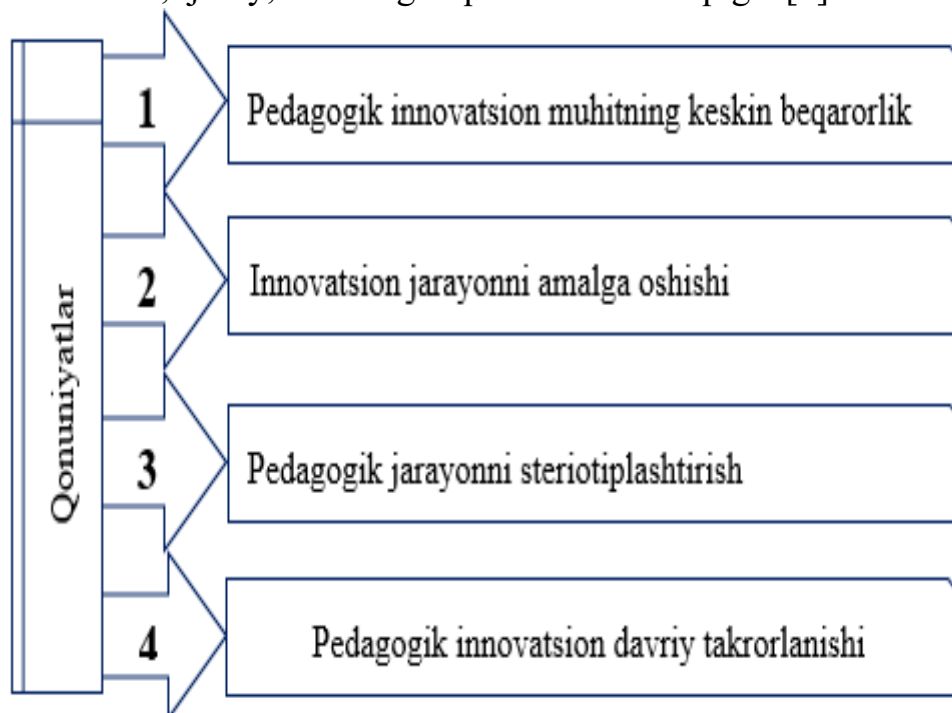 Qonuniyatlar
1
Pedagogik innovatsion muhitning keskin beqarorlik
2
Innovatsion jarayonni amalga oshishi
3
Pedagogik jarayonni steriotiplashtirish
4
Pedagogik innovatsion davriy takrorlanishi